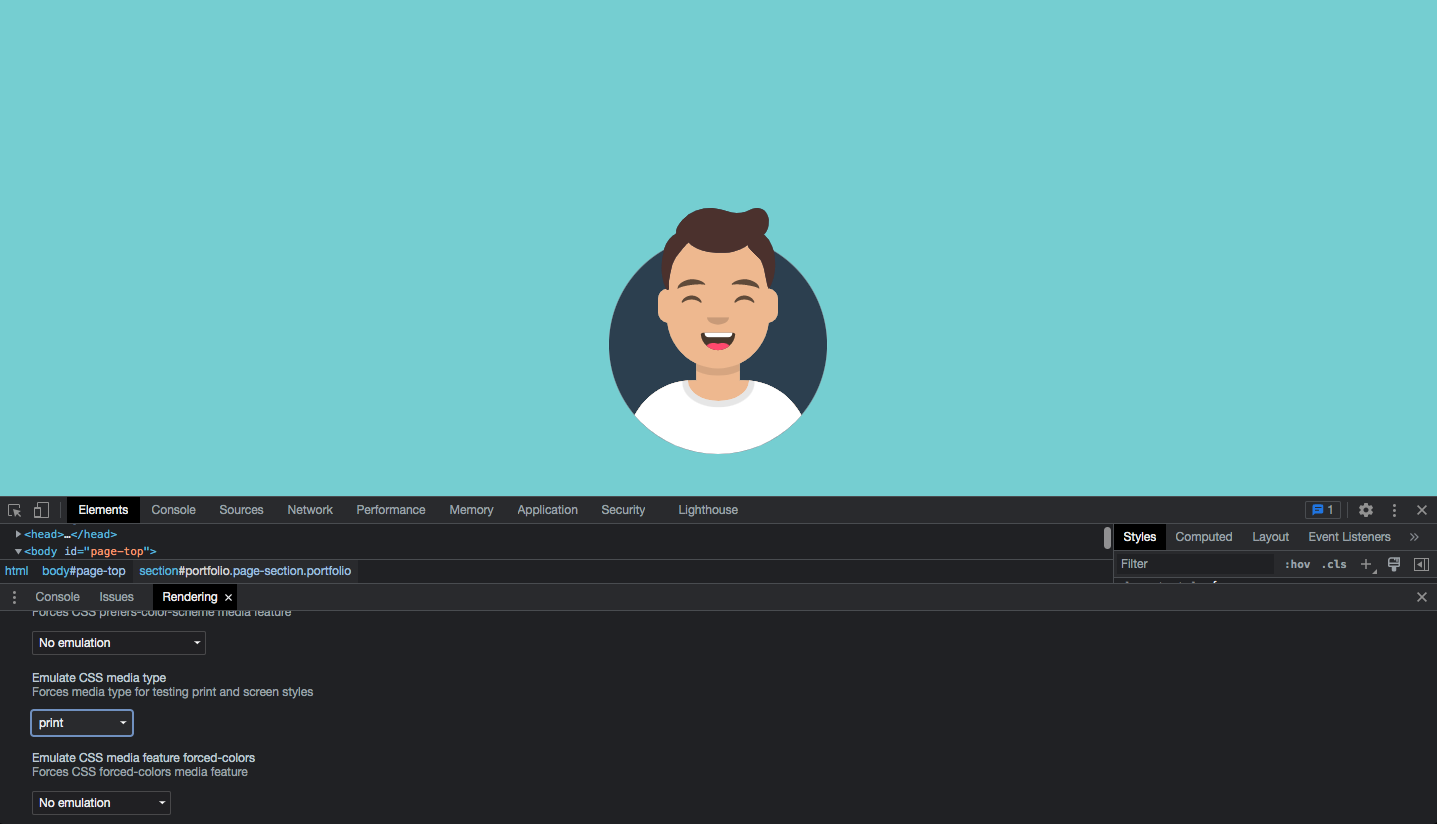 Elements Console Sources Network Performance Memory Application Security Lighthouse 1
<head>…</head>
<body id="page-top">
html body#page-top section#portfolio.page-section.portfolio
Styles Computed Layout Event Listeners »
Filter :hov .cls +
Console Issues Rendering ×
Forces CSS prefers-color-scheme media feature
No emulation
Emulate CSS media type
Forces media type for testing print and screen styles
print
Emulate CSS media feature forced-colors
Forces CSS forced-colors media feature
No emulation